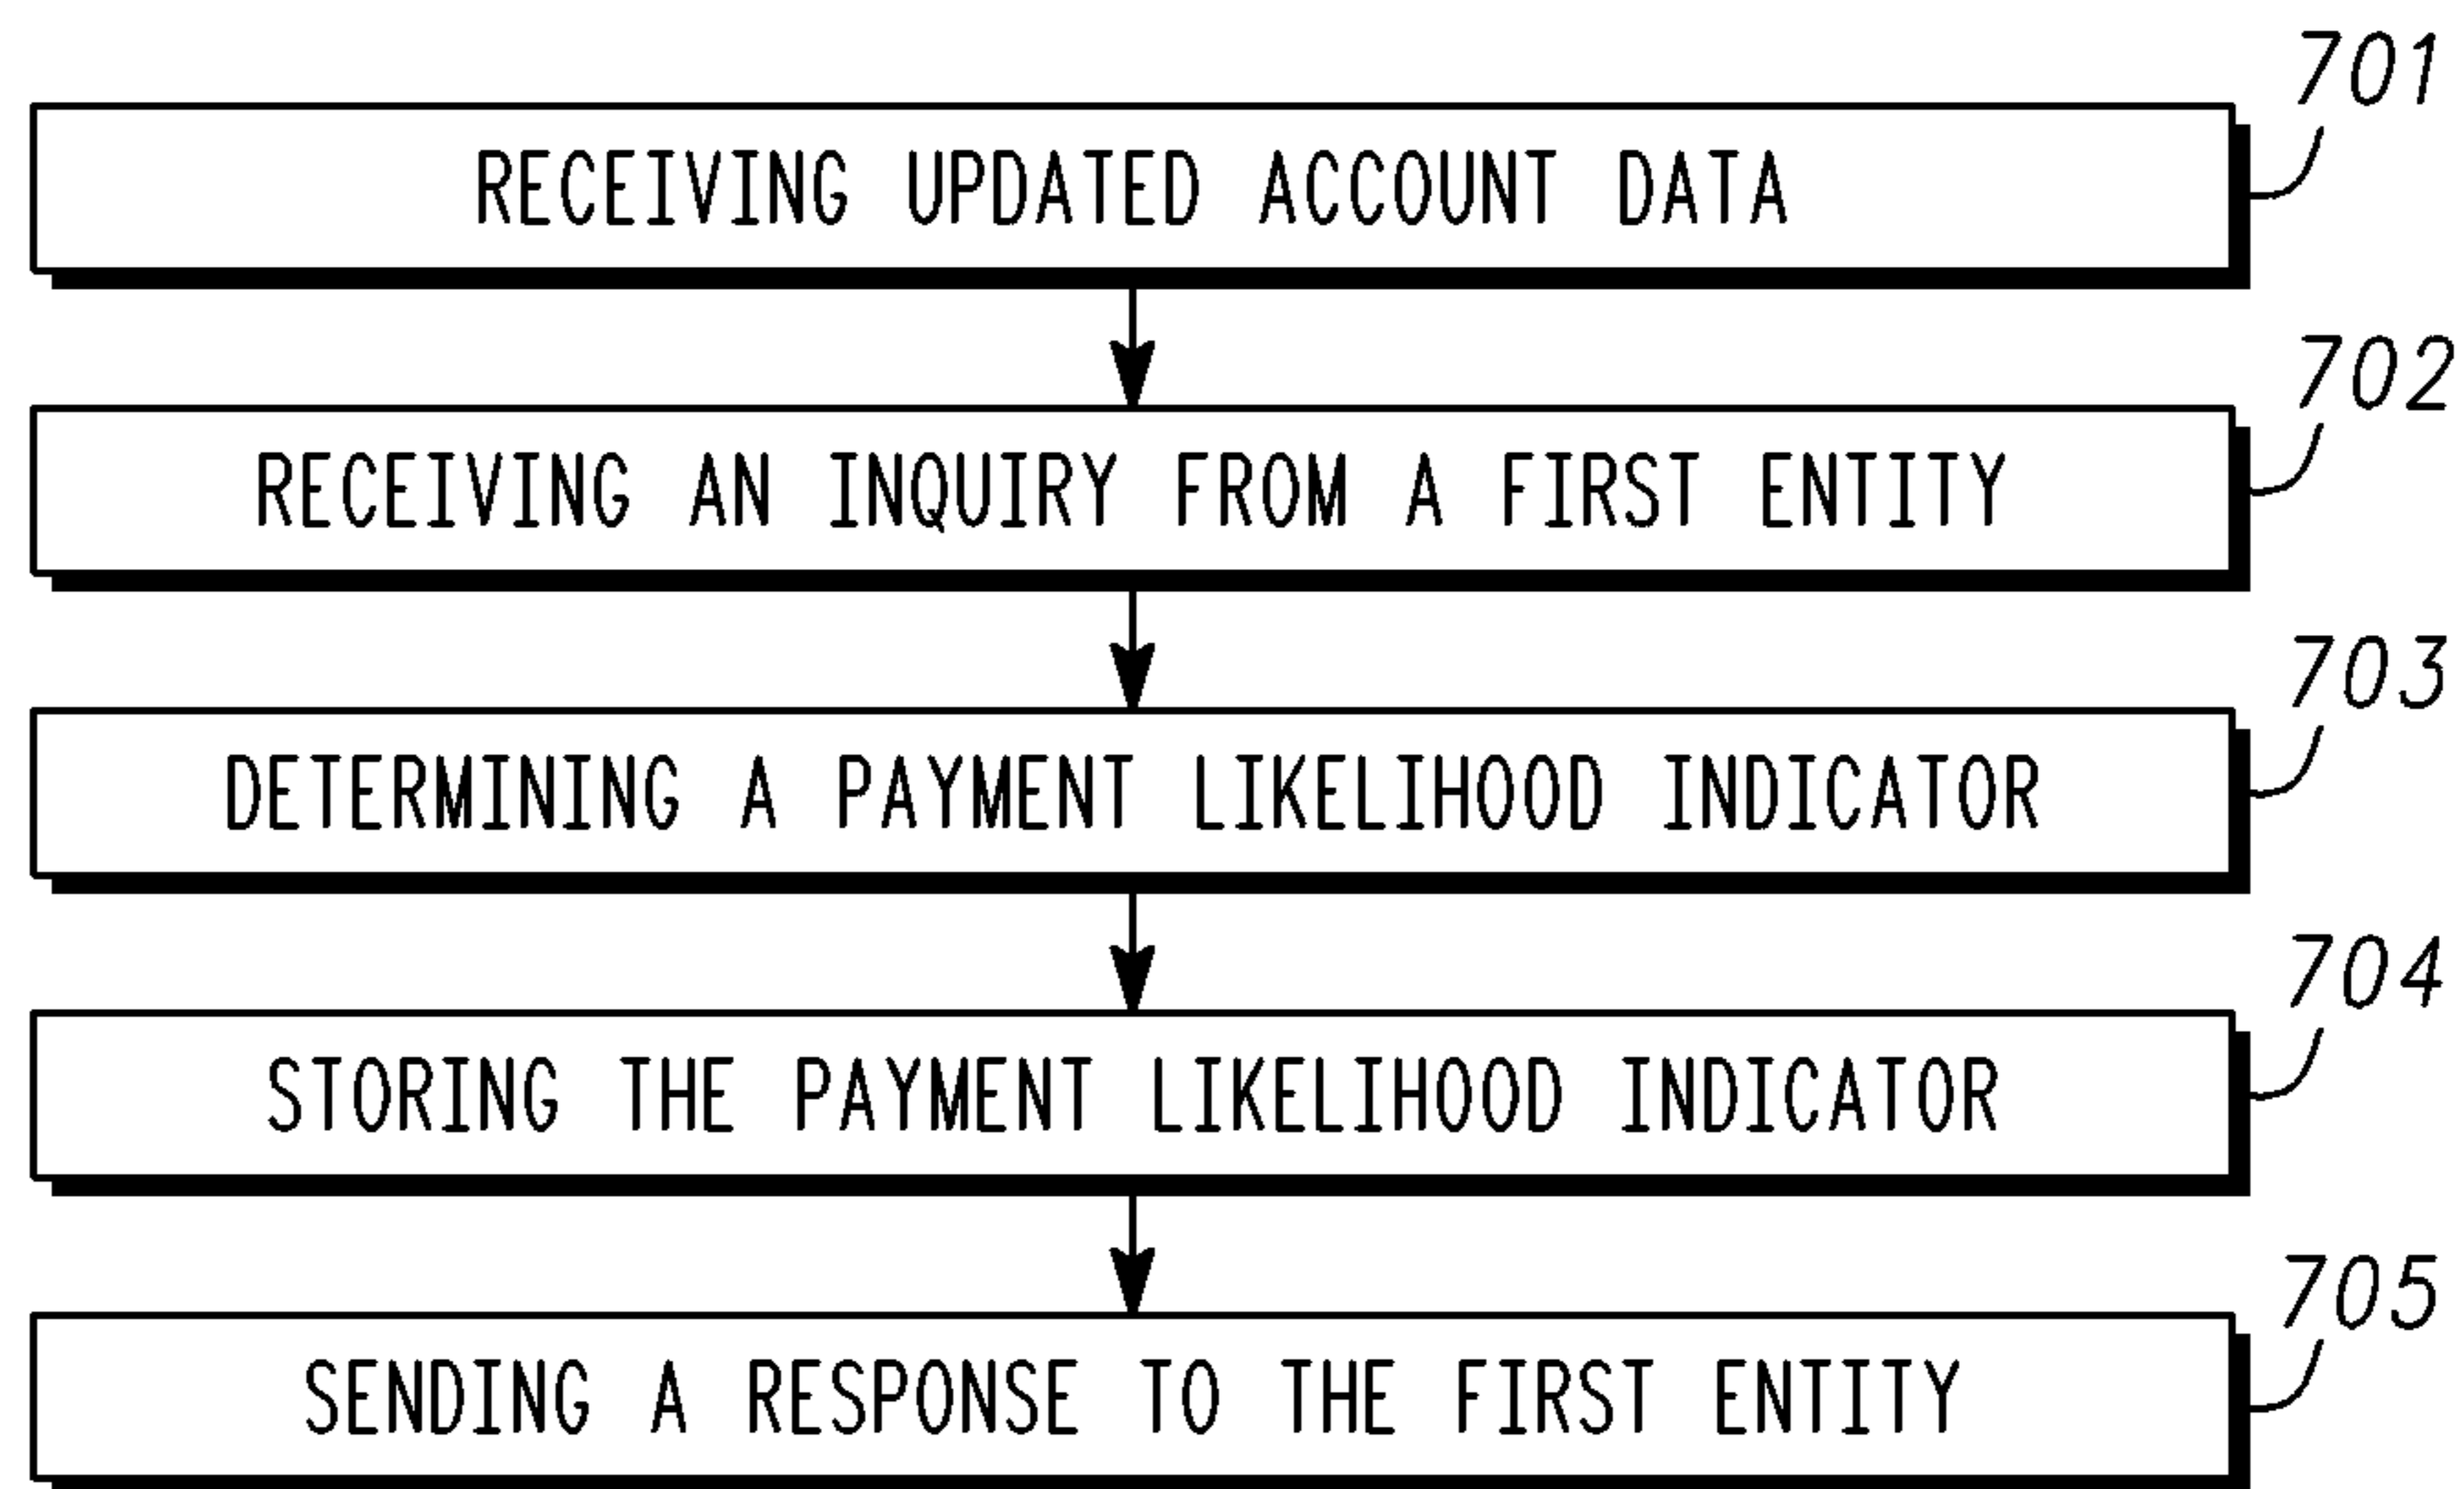 701
RECEIVING UPDATED ACCOUNT DATA
702
RECEIVING AN INQUIRY FROM A FIRST ENTITY
703
DETERMINING A PAYMENT LIKELIHOOD INDICATOR
704
STORING THE PAYMENT LIKELIHOOD INDICATOR
705
SENDING A RESPONSE TO THE FIRST ENTITY